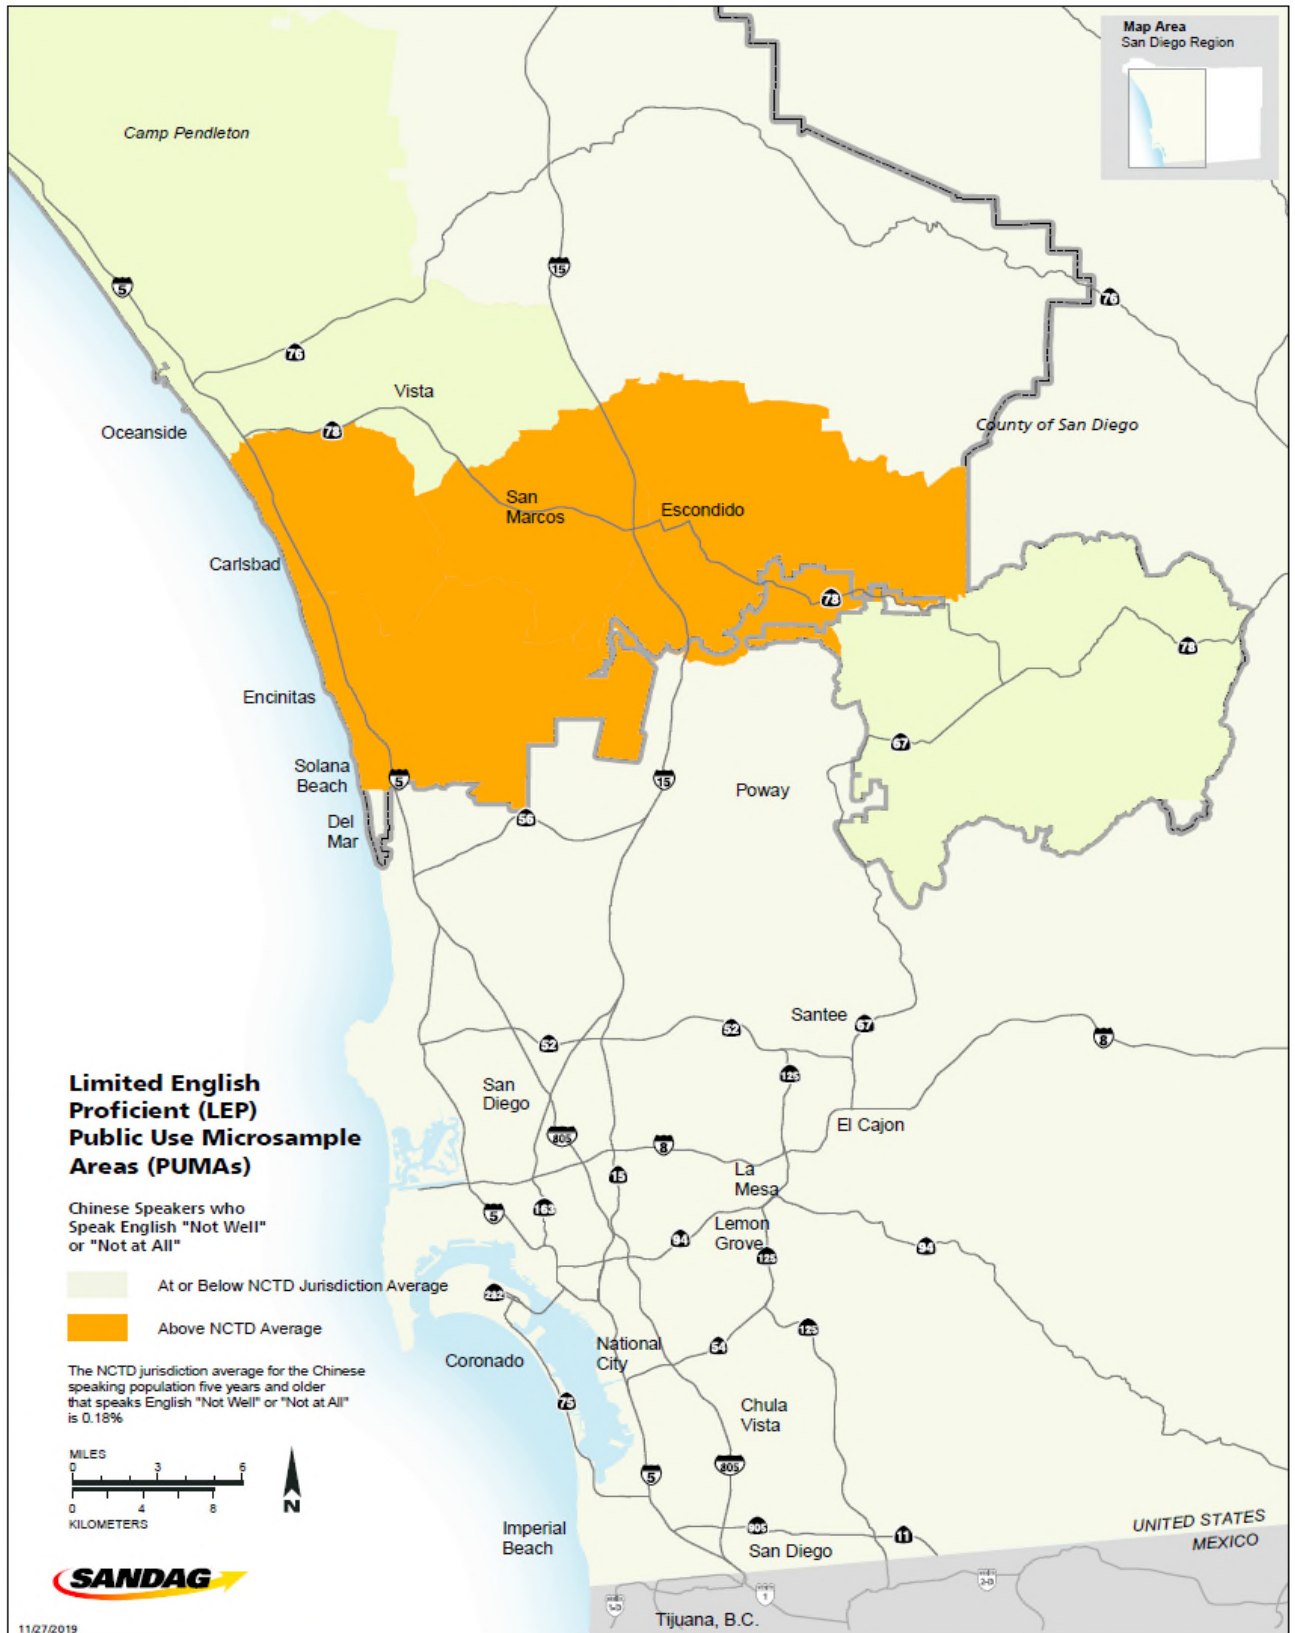 Map Area
San Diego Region
Camp Pendleton
15
5
76
76
Vista
Oceanside
78
County of San Diego
San
Marcos
Escondido
Carlsbad
78
78
Encinitas
67
Solana
Beach
5
15
Poway
Del
Mar
56
Santee
67
52
52
8
125
San
Diego
El Cajon
805
8
La
Mesa
15
163
5
Lemon
Grove
94
94
125
282
125
National
City
54
Coronado
75
Chula
Vista
805
5
Imperial
Beach
905
San Diego
11
UNITED STATES
MEXICO
1-D
1
2-D
Tijuana, B.C.
Limited English
Proficient (LEP)
Public Use Microsample
Areas (PUMAs)
Chinese Speakers who
Speak English "Not Well"
or "Not at All"
At or Below NCTD Jurisdiction Average
Above NCTD Average
The NCTD jurisdiction average for the Chinese
speaking population five years and older
that speaks English "Not Well" or "Not at All"
is 0.18%
MILES
0 3 6
0 4 8
KILOMETERS
N
SANDAG
11/27/2019